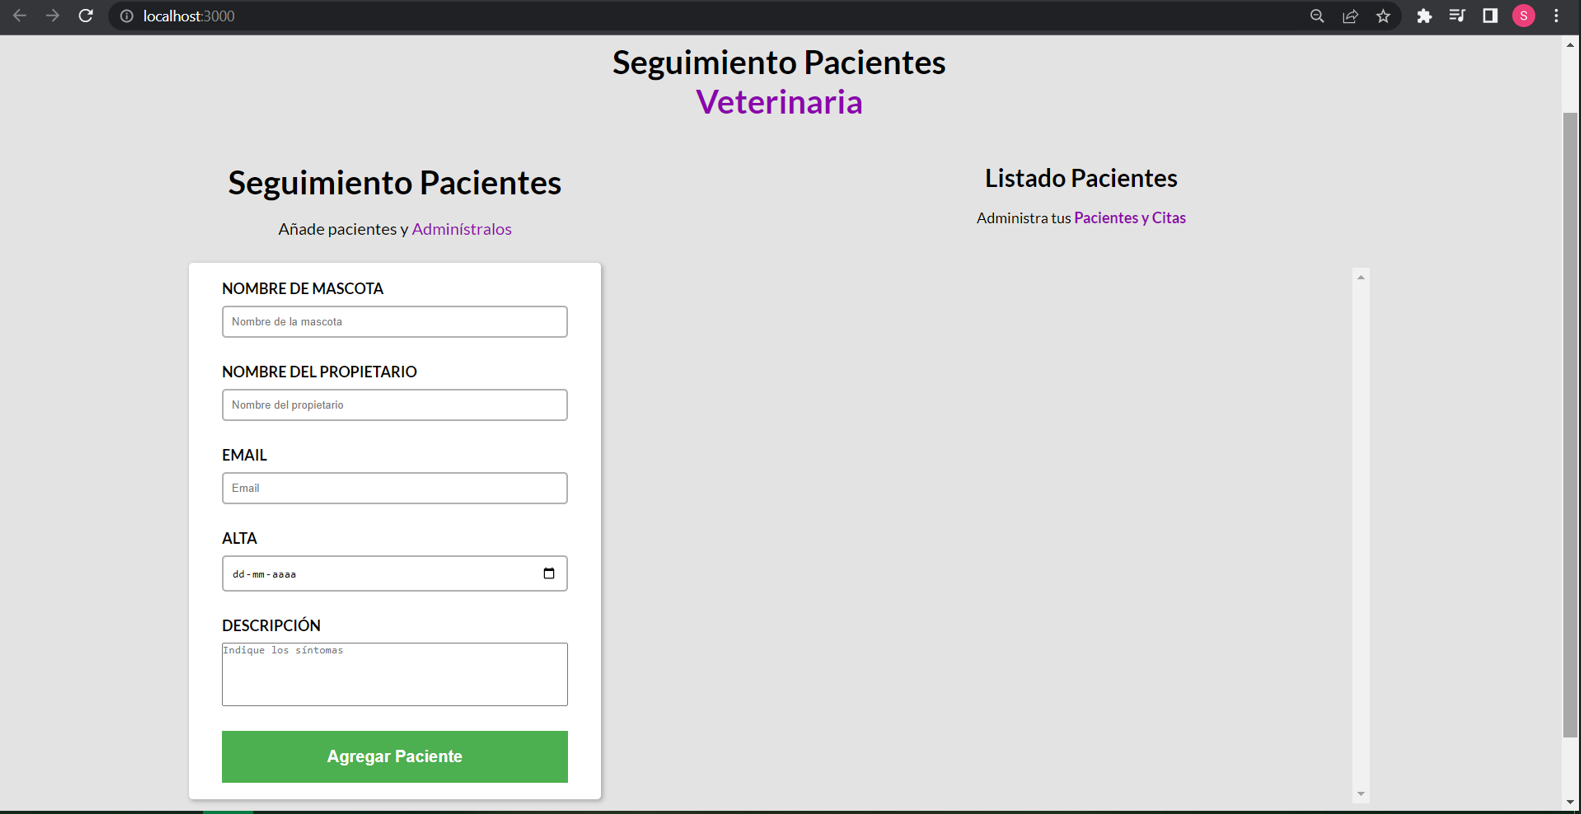 localhost:3000
S
Seguimiento Pacientes
Veterinaria
Seguimiento Pacientes
Añade pacientes y Adminístralos
NOMBRE DE MASCOTA
Nombre de la mascota
NOMBRE DEL PROPIETARIO
Nombre del propietario
EMAIL
Email
ALTA
dd-mm-aaaa
DESCRIPCIÓN
Indique los síntomas
Agregar Paciente
Listado Pacientes
Administra tus Pacientes y Citas